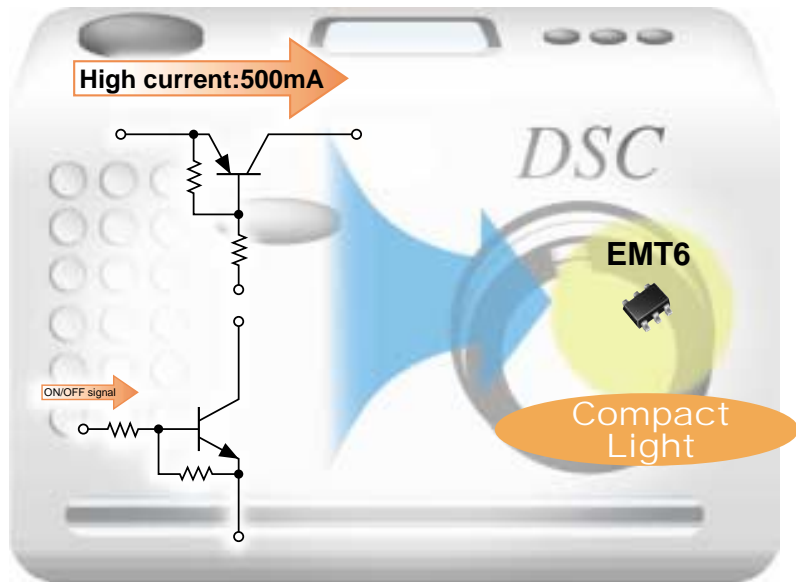 High current:500mA
DSC
EMT6
ON/OFF signal
Compact
Light